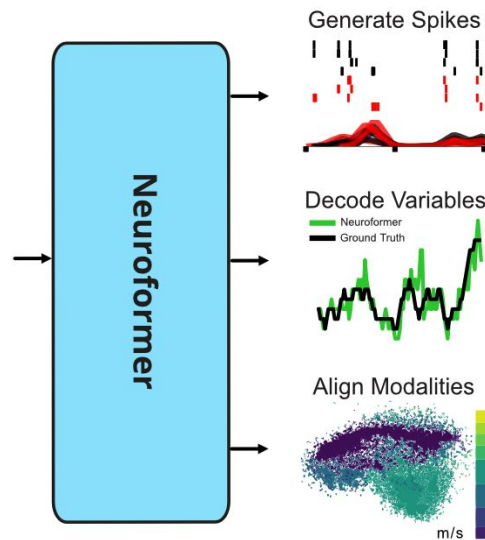 Generate Spikes
Neuroformer
Decode Variables
Neuroformer
Ground Truth
Align Modalities
m/s